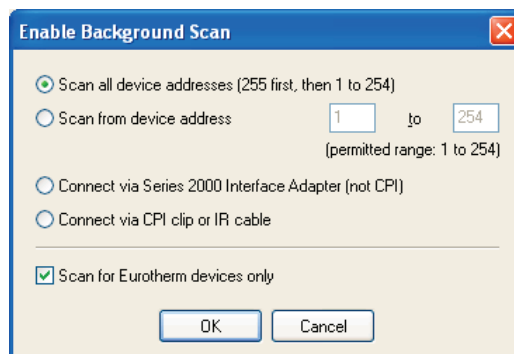 Enable Background Scan
Scan all device addresses (255 first, then 1 to 254)
Scan from device address 1 to 254
(permitted range: 1 to 254)
Connect via Series 2000 Interface Adapter (not CPI)
Connect via CPI clip or IR cable
Scan for Eurotherm devices only
OK Cancel